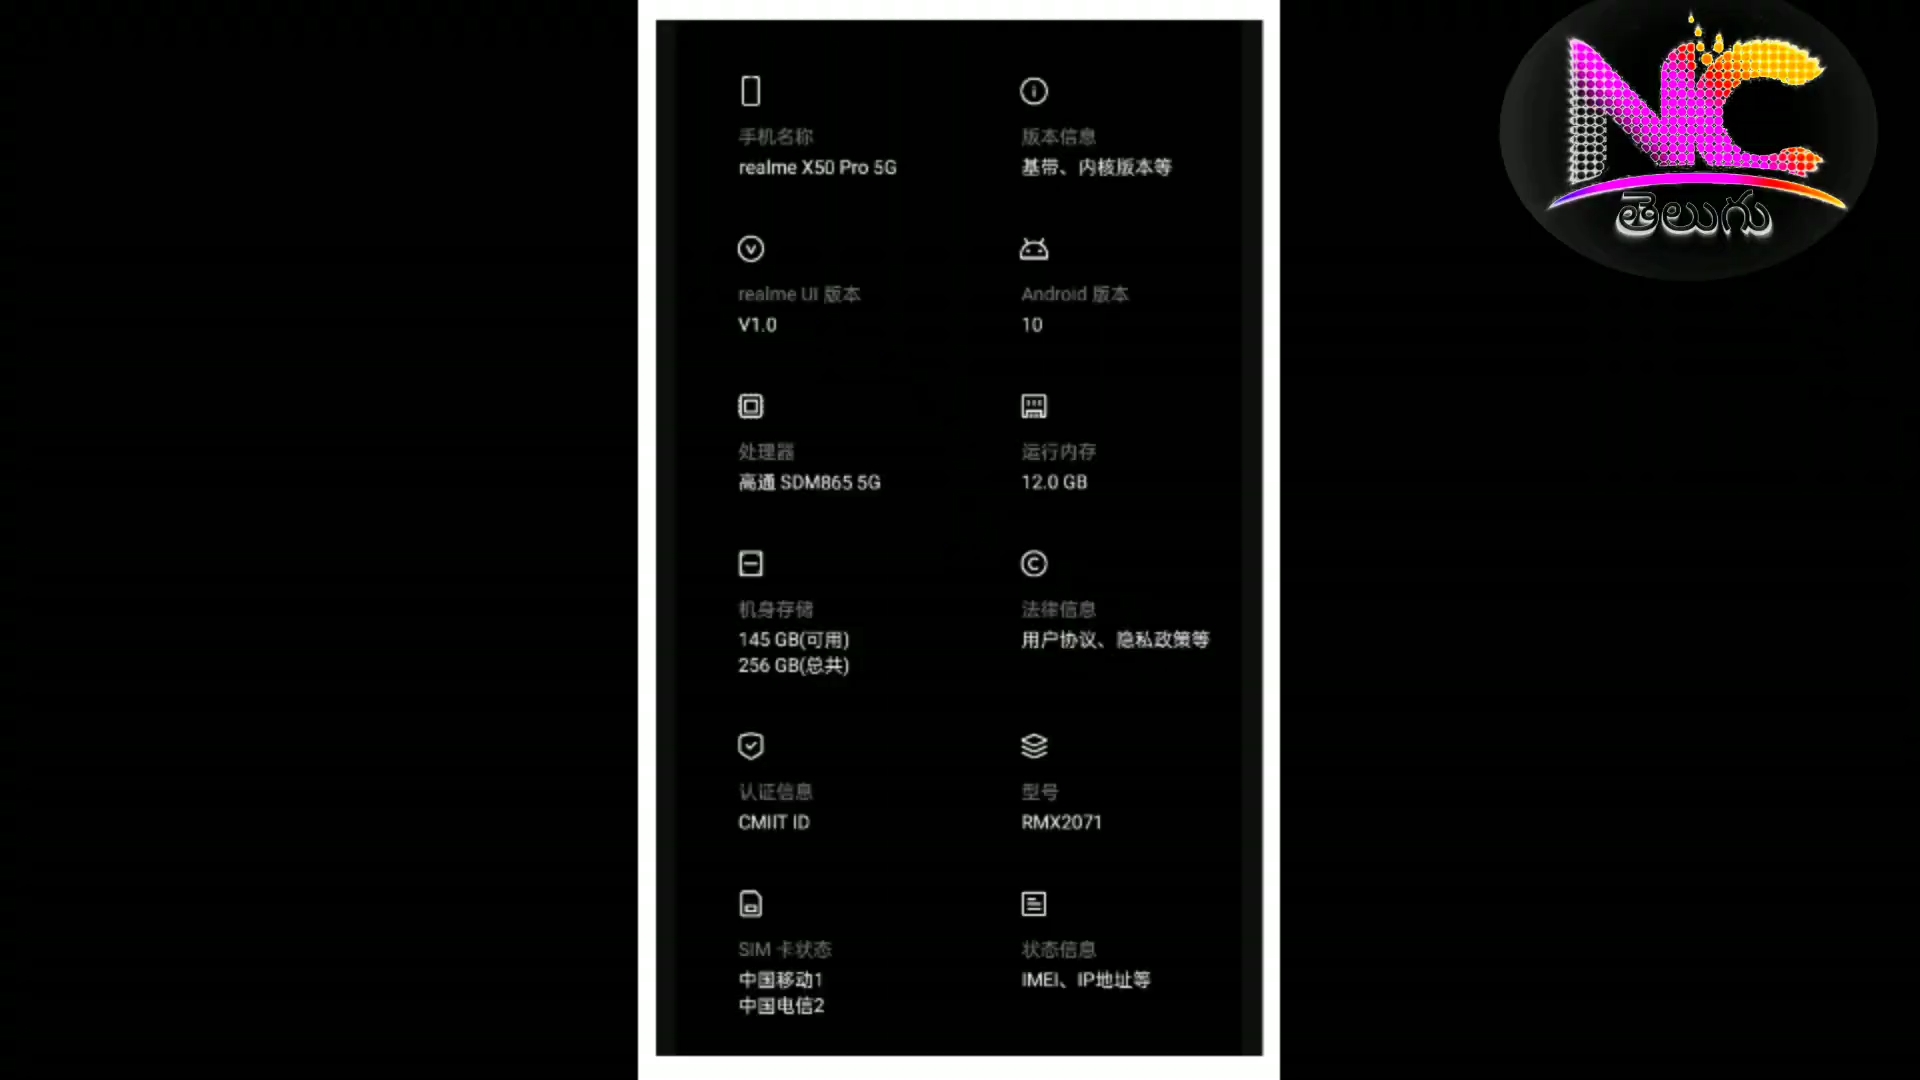 手机名称
realme X50 Pro 5G
版本信息
基带、内核版本等
realme UI 版本
V1.0
Android 版本
10
处理器
高通 SDM865 5G
运行内存
12.0 GB
机身存储
145 GB(可用)
256 GB(总共)
法律信息
用户协议、隐私政策等
认证信息
CMIIT ID
型号
RMX2071
SIM 卡状态
中国移动1
中国电信2
状态信息
IMEI、IP地址等
NC
తెలుగు